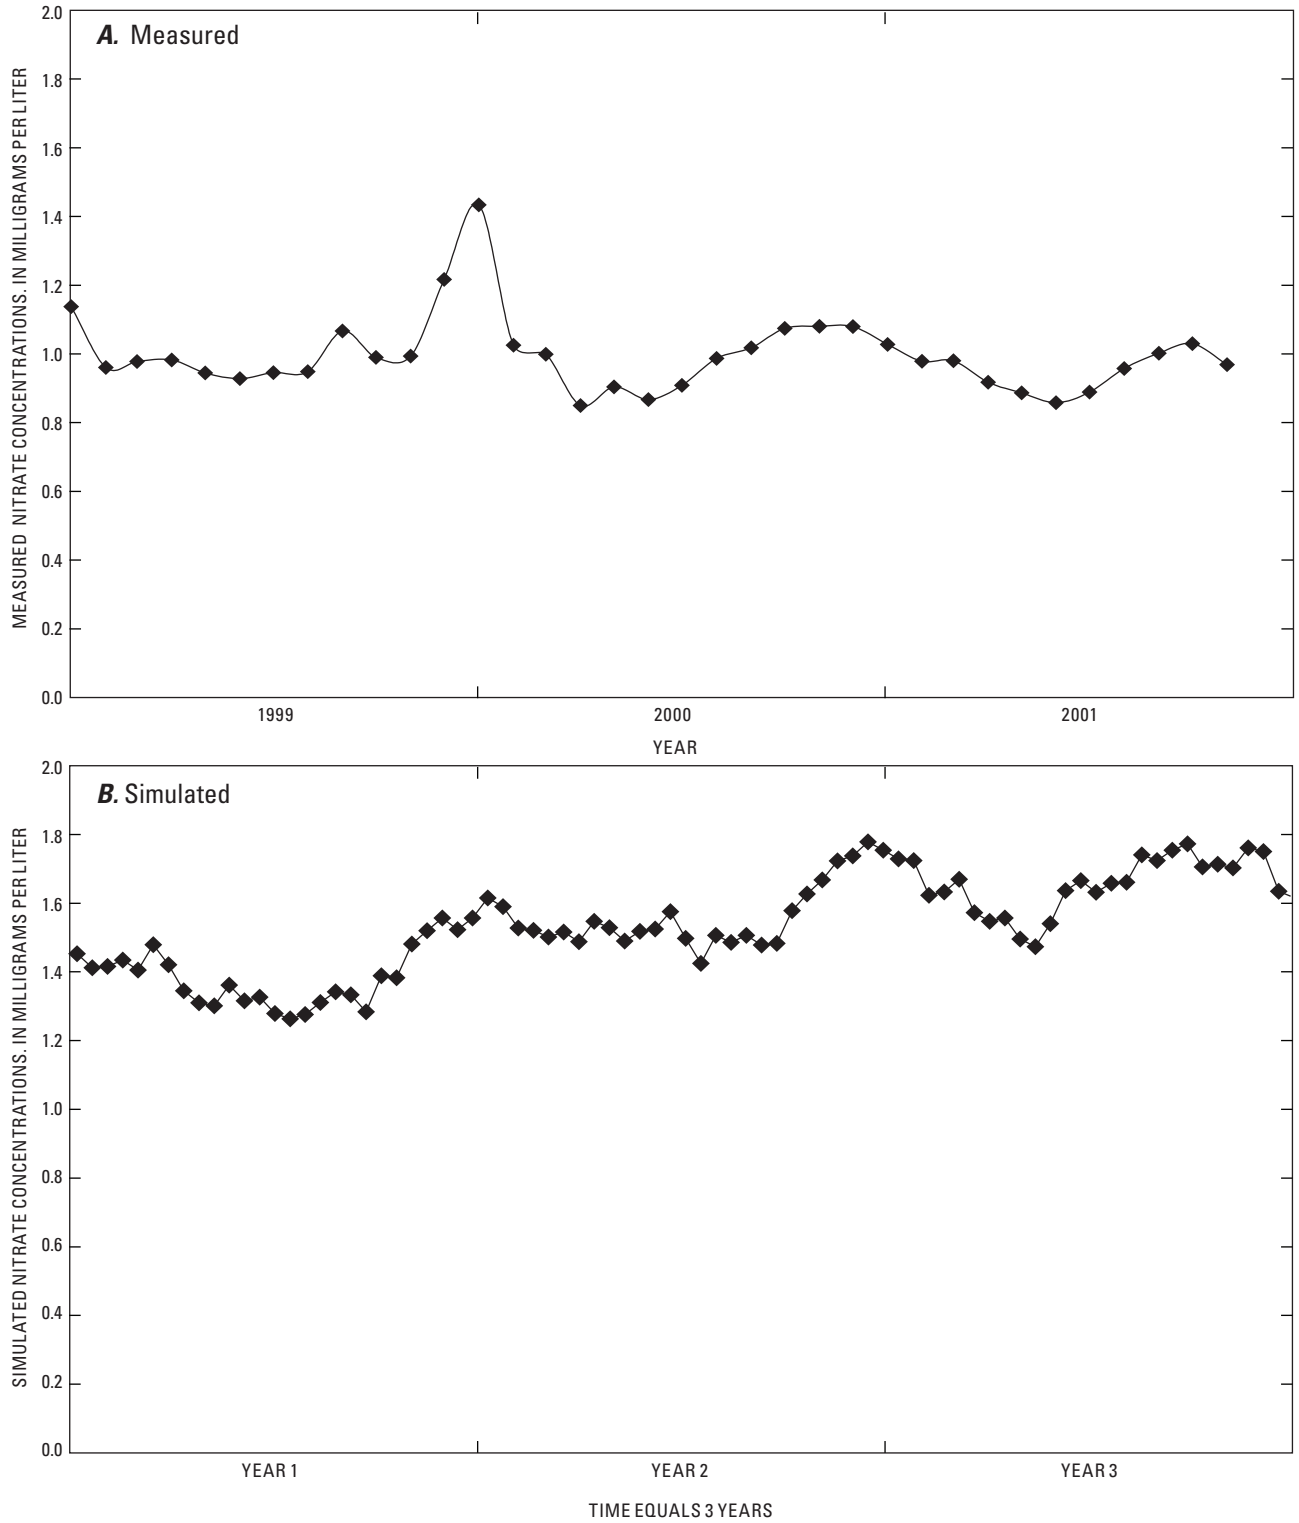 A. Measured
MEASURED NITRATE CONCENTRATIONS. IN MILLIGRAMS PER LITER
2.0
1.8
1.6
1.4
1.2
1.0
0.8
0.6
0.4
0.2
0.0
1999 2000 2001
YEAR
B. Simulated
SIMULATED NITRATE CONCENTRATIONS. IN MILLIGRAMS PER LITER
2.0
1.8
1.6
1.4
1.2
1.0
0.8
0.6
0.4
0.2
0.0
YEAR 1 YEAR 2 YEAR 3
TIME EQUALS 3 YEARS